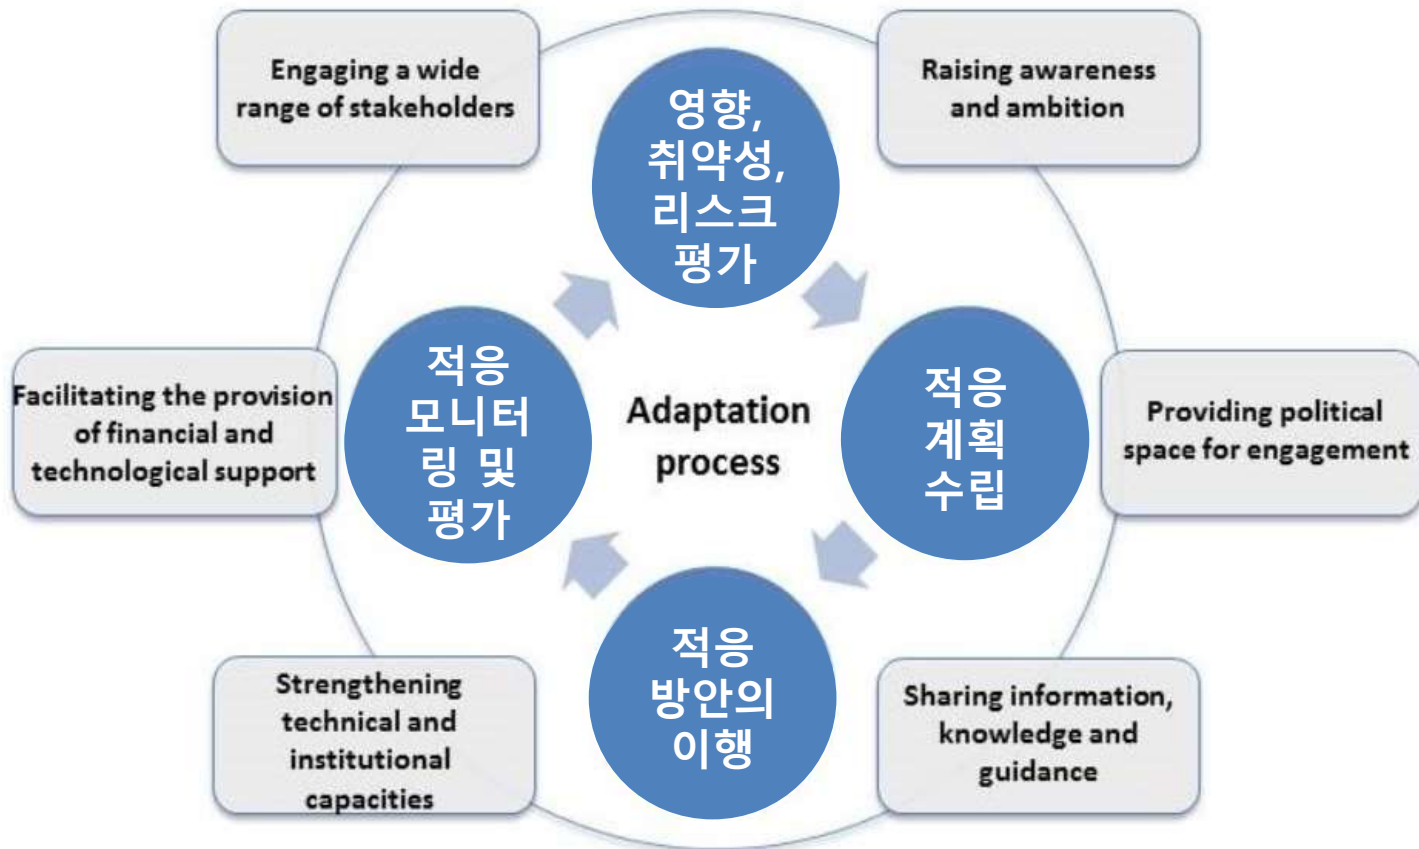 Engaging a wide
range of stakeholders
Raising awareness
and ambition
영향,
취약성,
리스크
평가
Facilitating the provision
of financial and
technological support
적응
모니터
링 및
평가
Adaptation
process
적응
계획
수립
Providing political
space for engagement
Strengthening
technical and
institutional
capacities
적응
방안의
이행
Sharing information,
knowledge and
guidance